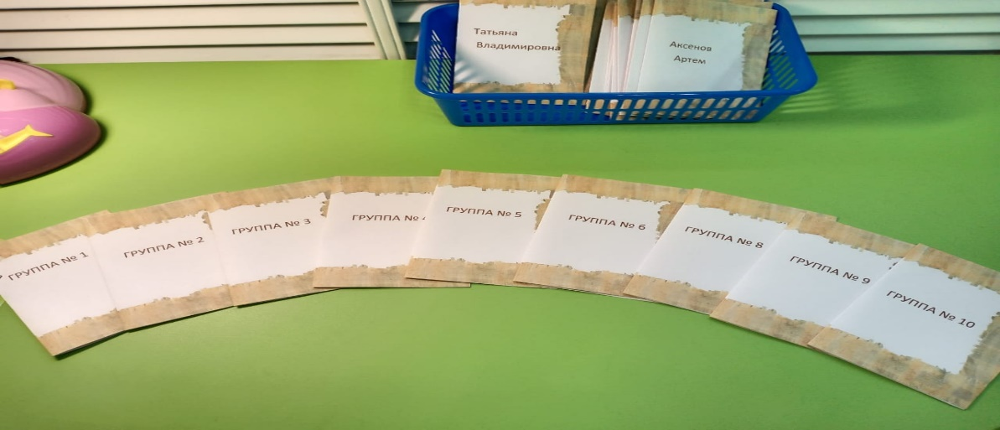 Татьяна
Владимировна
Аксенов
Артем
ГРУППА № 1
ГРУППА № 2
ГРУППА № 3
ГРУППА №
ГРУППА № 5
ГРУППА № 6
ГРУППА № 8
ГРУППА № 9
ГРУППА № 10